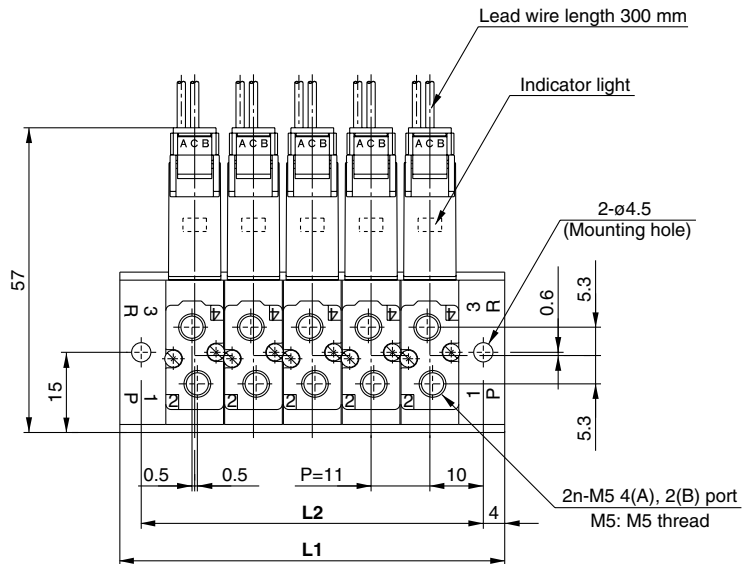 Lead wire length 300 mm
Indicator light
A C B
A C B
A C B
A C B
A C B
2-ø4.5
(Mounting hole)
57
15
3
R
4
4
4
4
4
3
R
0.6
5.3
1
P
2
2
2
2
2
1
P
5.3
0.5
0.5
P=11
10
2n-M5 4(A), 2(B) port
M5: M5 thread
L2
4
L1